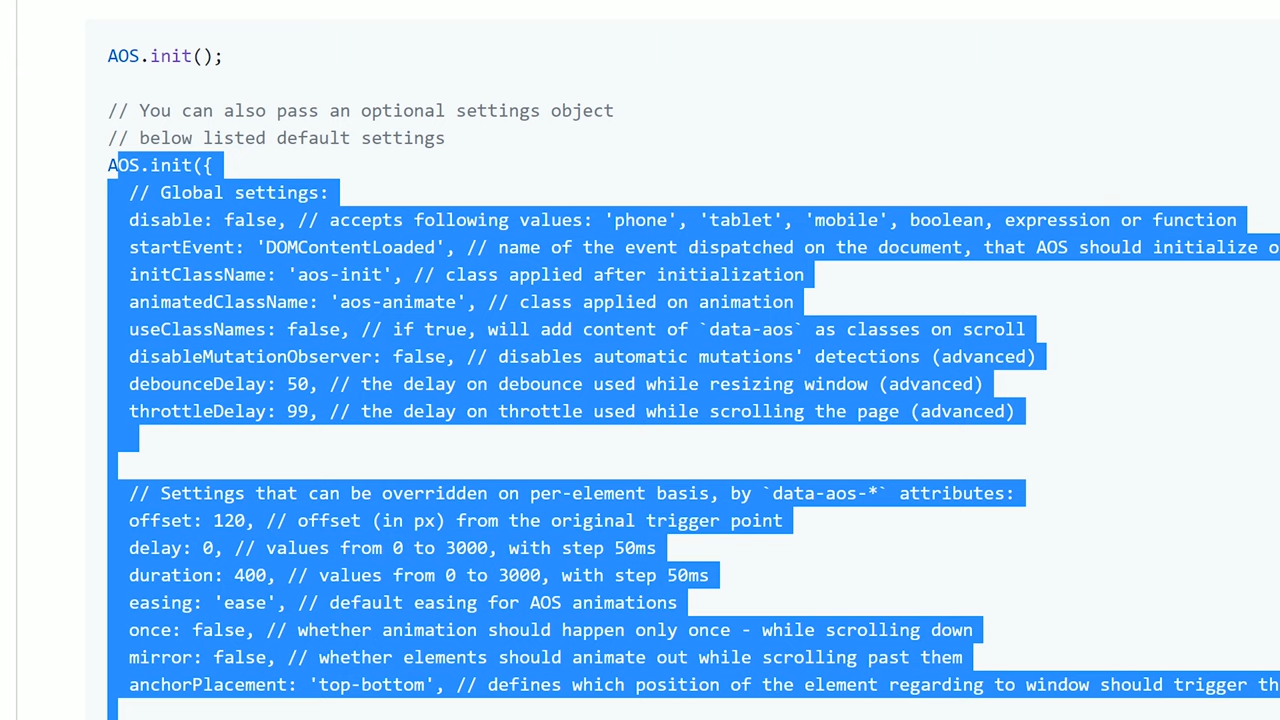 AOS.init();
// You can also pass an optional settings object
// below listed default settings
AOS.init({
// Global settings:
disable: false, // accepts following values: 'phone', 'tablet', 'mobile', boolean, expression or function
startEvent: 'DOMContentLoaded', // name of the event dispatched on the document, that AOS should initialize
initClassName: 'aos-init', // class applied after initialization
animatedClassName: 'aos-animate', // class applied on animation
useClassNames: false, // if true, will add content of `data-aos` as classes on scroll
disableMutationObserver: false, // disables automatic mutations' detections (advanced)
debounceDelay: 50, // the delay on debounce used while resizing window (advanced)
throttleDelay: 99, // the delay on throttle used while scrolling the page (advanced)
// Settings that can be overridden on per-element basis, by `data-aos-*` attributes:
offset: 120, // offset (in px) from the original trigger point
delay: 0, // values from 0 to 3000, with step 50ms
duration: 400, // values from 0 to 3000, with step 50ms
easing: 'ease', // default easing for AOS animations
once: false, // whether animation should happen only once - while scrolling down
mirror: false, // whether elements should animate out while scrolling past them
anchorPlacement: 'top-bottom', // defines which position of the element regarding to window should trigger